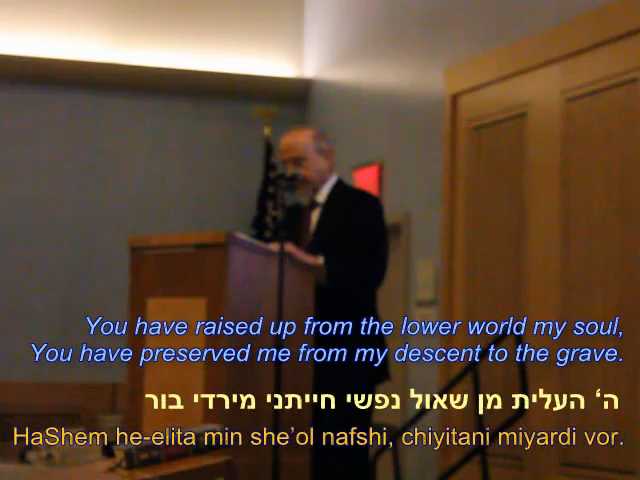 You have raised up from the lower world my soul,
You have preserved me from my descent to the grave.
ה‘ העלית מן שאול נפשי חייתני מירדי בור
HaShem he-elita min she’ol nafshi, chiyitani miyardi vor.